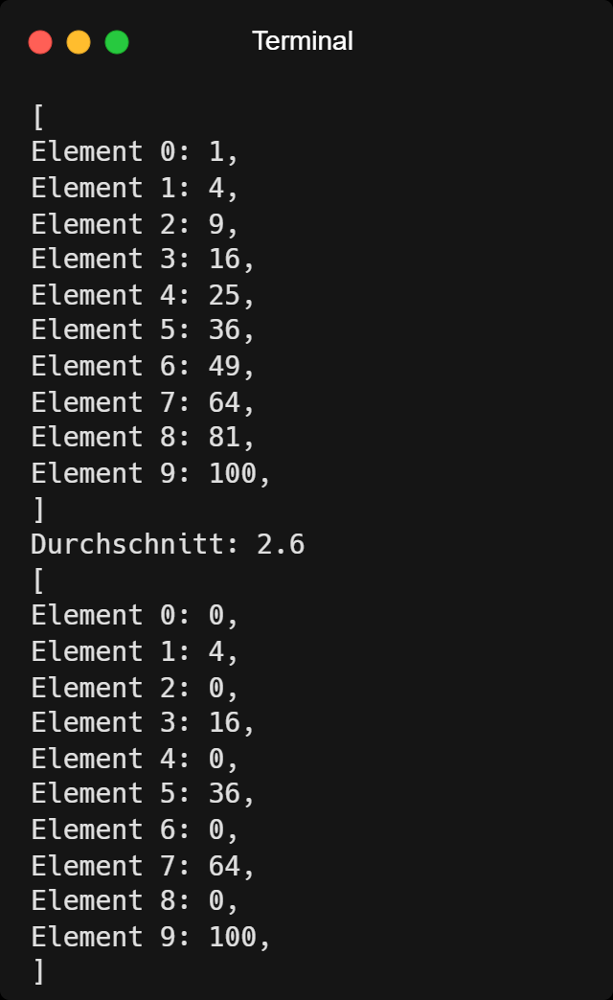 Terminal
[
Element 0: 1,
Element 1: 4,
Element 2: 9,
Element 3: 16,
Element 4: 25,
Element 5: 36,
Element 6: 49,
Element 7: 64,
Element 8: 81,
Element 9: 100,
]
Durchschnitt: 2.6
[
Element 0: 0,
Element 1: 4,
Element 2: 0,
Element 3: 16,
Element 4: 0,
Element 5: 36,
Element 6: 0,
Element 7: 64,
Element 8: 0,
Element 9: 100,
]